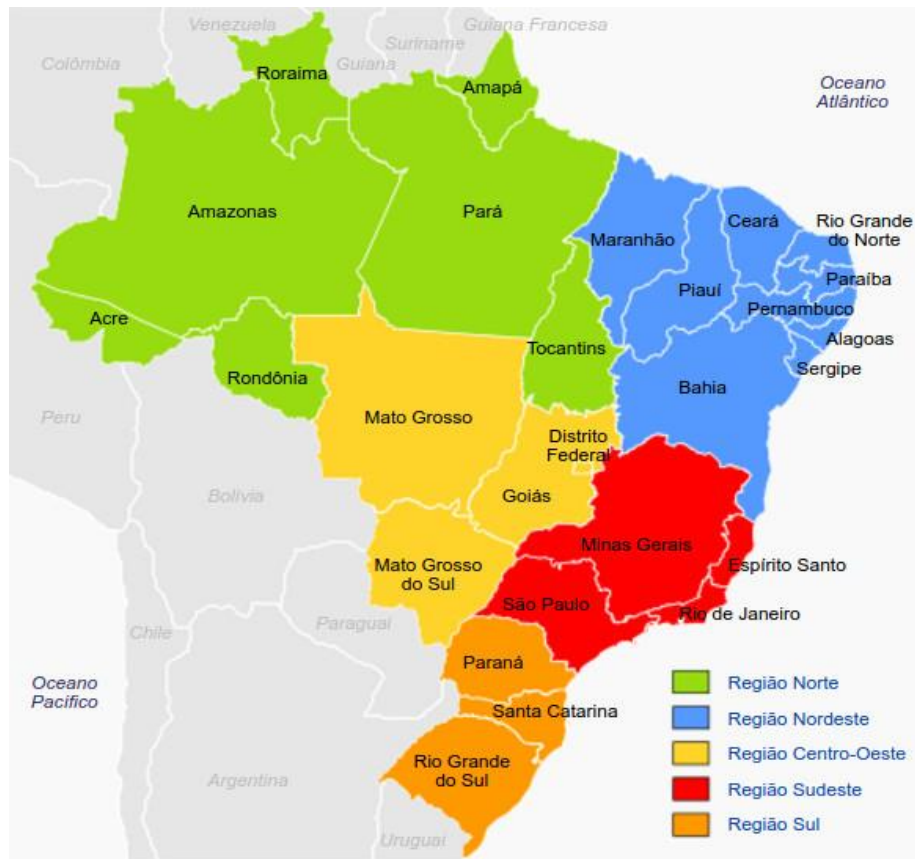 Venezuela
Guiana Francesa
Suriname
Colômbia
Guiana
Roraima
Amapá
Oceano
Atlântico
Amazonas
Pará
Maranhão
Ceará
Rio Grande
do Norte
Piauí
Paraíba
Pernambuco
Acre
Alagoas
Tocantins
Sergipe
Rondônia
Bahia
Peru
Mato Grosso
Distrito
Federal
Bolívia
Goiás
Minas Gerais
Mato Grosso
do Sul
Espírito Santo
São Paulo
Rio de Janeiro
Paraguai
Chile
Paraná
Oceano
Pacífico
Santa Catarina
Rio Grande
do Sul
Argentina
Uruguai
Região Norte
Região Nordeste
Região Centro-Oeste
Região Sudeste
Região Sul